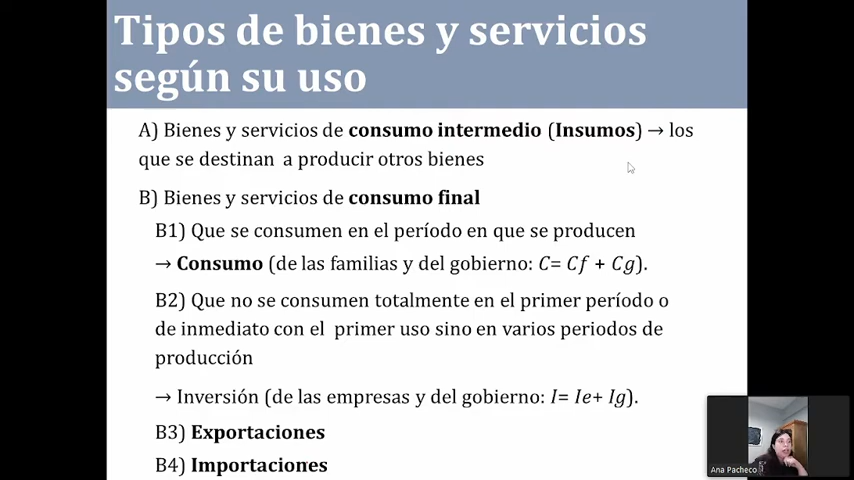 Tipos de bienes y servicios
según su uso
A) Bienes y servicios de consumo intermedio (Insumos) → los
que se destinan a producir otros bienes
B) Bienes y servicios de consumo final
B1) Que se consumen en el período en que se producen
→ Consumo (de las familias y del gobierno: C= Cf + Cg).
B2) Que no se consumen totalmente en el primer período o
de inmediato con el primer uso sino en varios periodos de
producción
→ Inversión (de las empresas y del gobierno: I= Ie+ Ig).
B3) Exportaciones
B4) Importaciones
Ana Pacheco